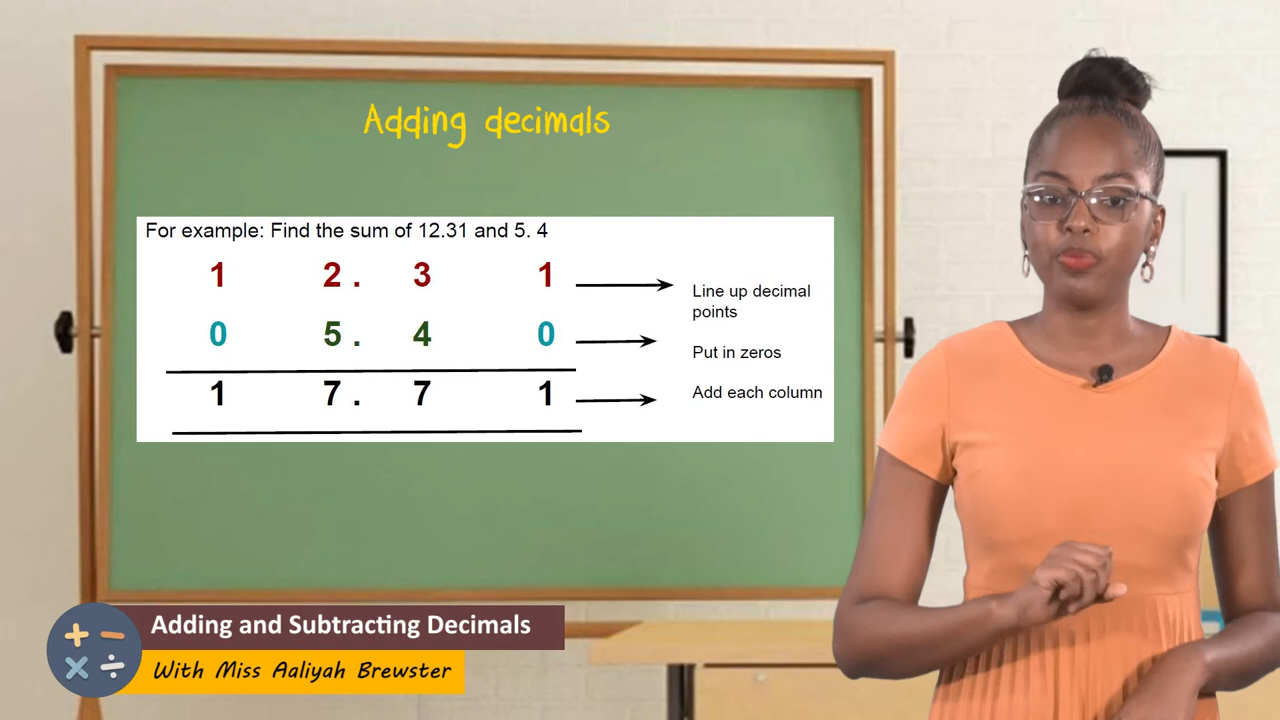 Adding decimals
For example: Find the sum of 12.31 and 5. 4
1 2 . 3 1
Line up decimal
points
0 5 . 4 0
Put in zeros
1 7 . 7 1
Add each column
Adding and Subtracting Decimals
With Miss Aaliyah Brewster